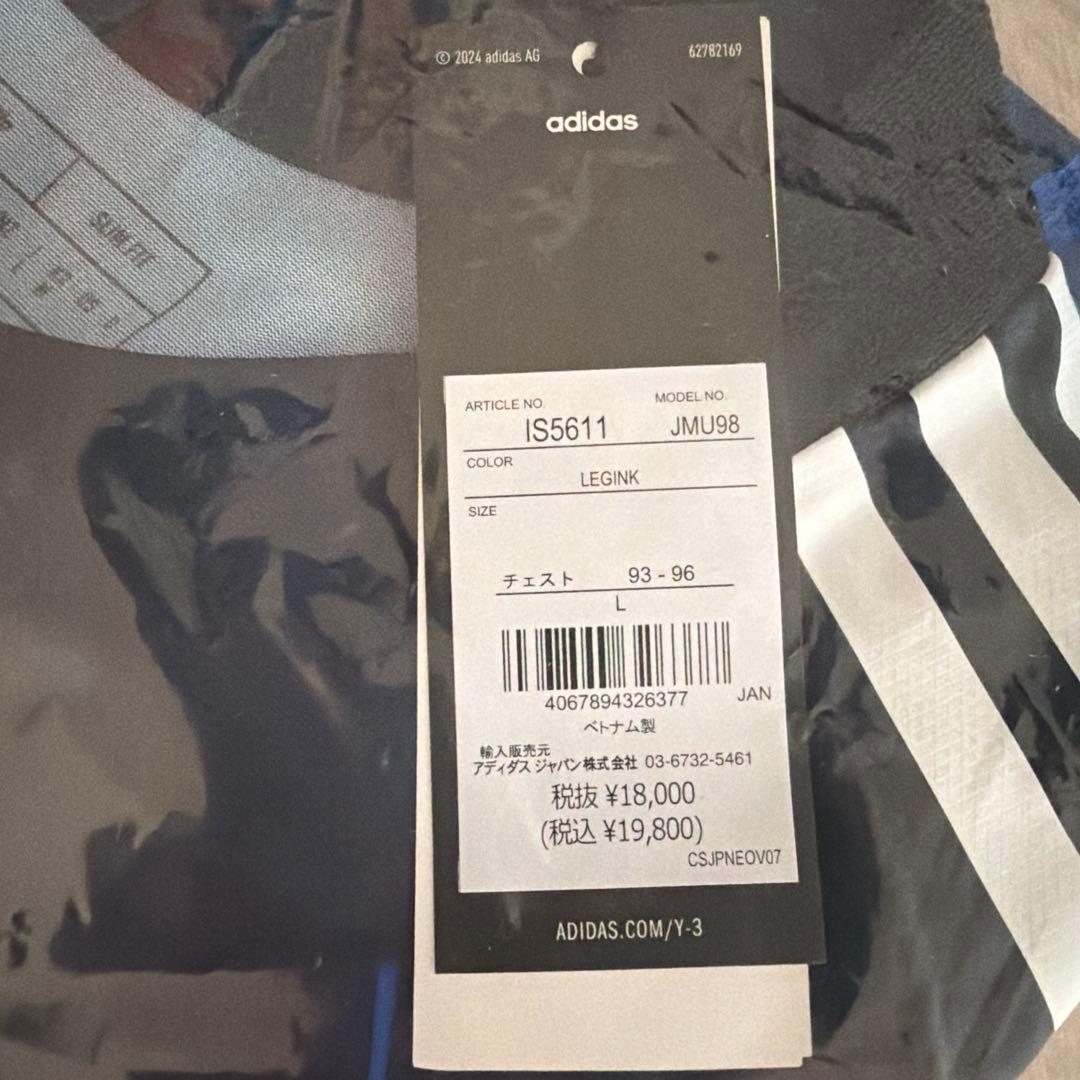 © 2024 adidas AG
62782169
adidas
SLIM FIT
ARTICLE NO.
MODEL NO.
IS5611
JMU98
COLOR
LEGINK
SIZE
チェスト 93 - 96
L
4067894326377
JAN
ベトナム製
輸入販売元
アディダス ジャパン株式会社 03-6732-5461
税抜 ¥18,000
(税込 ¥19,800)
CSJPNEOV07
ADIDAS.COM/Y-3